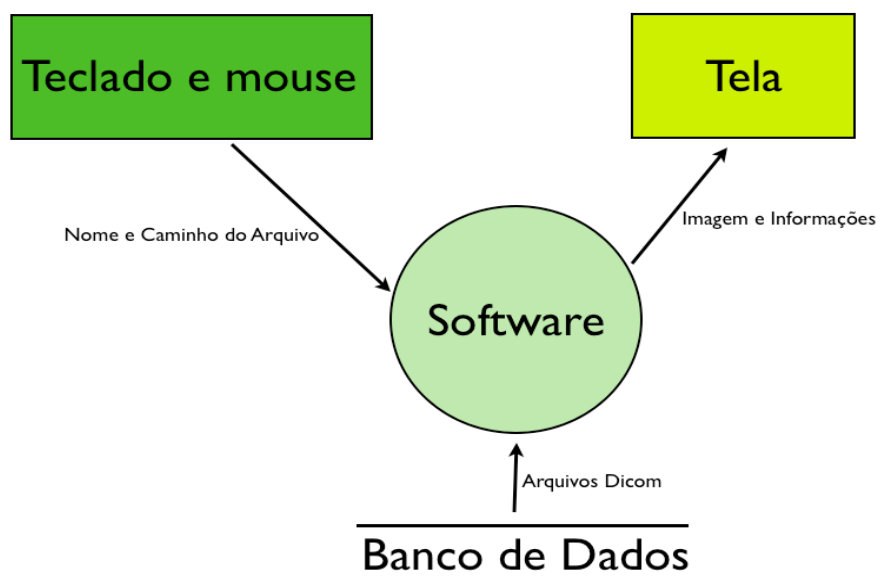 Teclado e mouse
Tela
Nome e Caminho do Arquivo
Imagem e Informações
Software
Arquivos Dicom
Banco de Dados